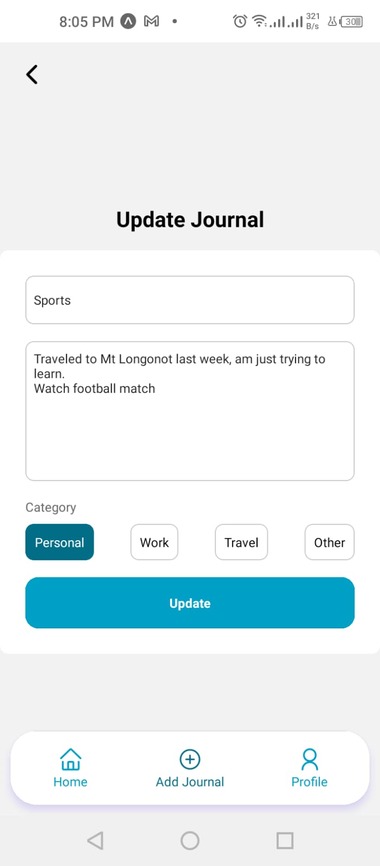 8:05 PM
321
B/s
30
Update Journal
Sports
Traveled to Mt Longonot last week, am just trying to
learn.
Watch football match
Category
Personal Work Travel Other
Update
Home Add Journal Profile